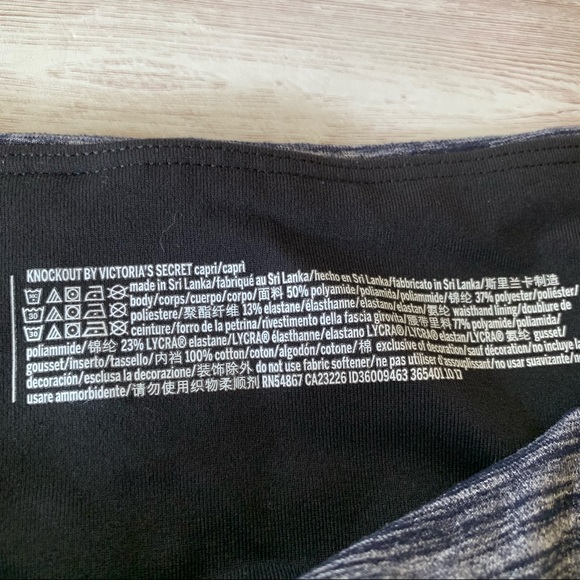 KNOCKOUT BY VICTORIA'S SECRET capri/capri
made in Sri Lanka/fabriqué au Sri Lanka/hecho en Sri Lanka/fabbricato in Sri Lanka/斯里兰卡制造
body/corps/cuerpo/corpo/面料 50% polyamide/polyamide/poliamida/poliammide/锦纶 37% polyester/poliéster/
poliestere/聚酯纤维 13% elastane/élasthanne/elastano/elastan/氨纶 waistband lining/doublure de
ceinture/forro de la petrina/rivestimento della fascia girovita/腰带里料 77% polyamide/polyamide/poliamida/
poliammide/锦纶 23% LYCRA® elastane/LYCRA® élasthanne/elastano LYCRA®/elastan LYCRA®/氨纶 gusset/
gousset/inserto/tassello/内裆 100% cotton/coton/algodón/cotone/棉 exclusive of decoration/sauf décoration/no incluye la
decoración/esclusa la decorazione/装饰除外 do not use fabric softener/ne pas utiliser d'assouplissant/no usar suavizante/
usare ammorbidente/请勿使用织物柔顺剂 RN54867 CA23226 ID36009463 365401